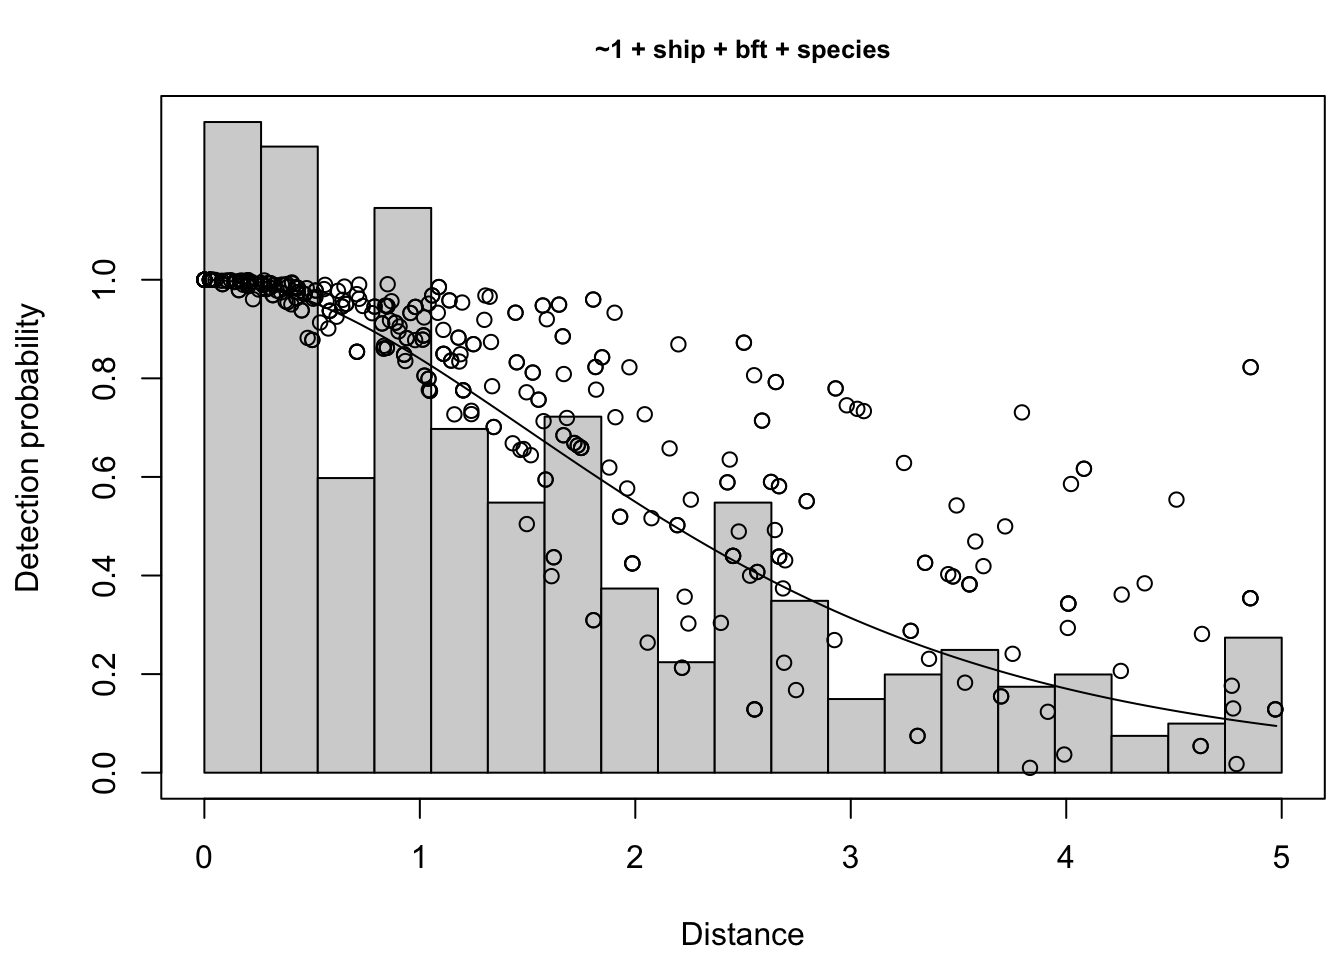 ~1 + ship + bft + species
Detection probability
1.0
0.8
0.6
0.4
0.2
0.0
0 1 2 3 4 5
Distance